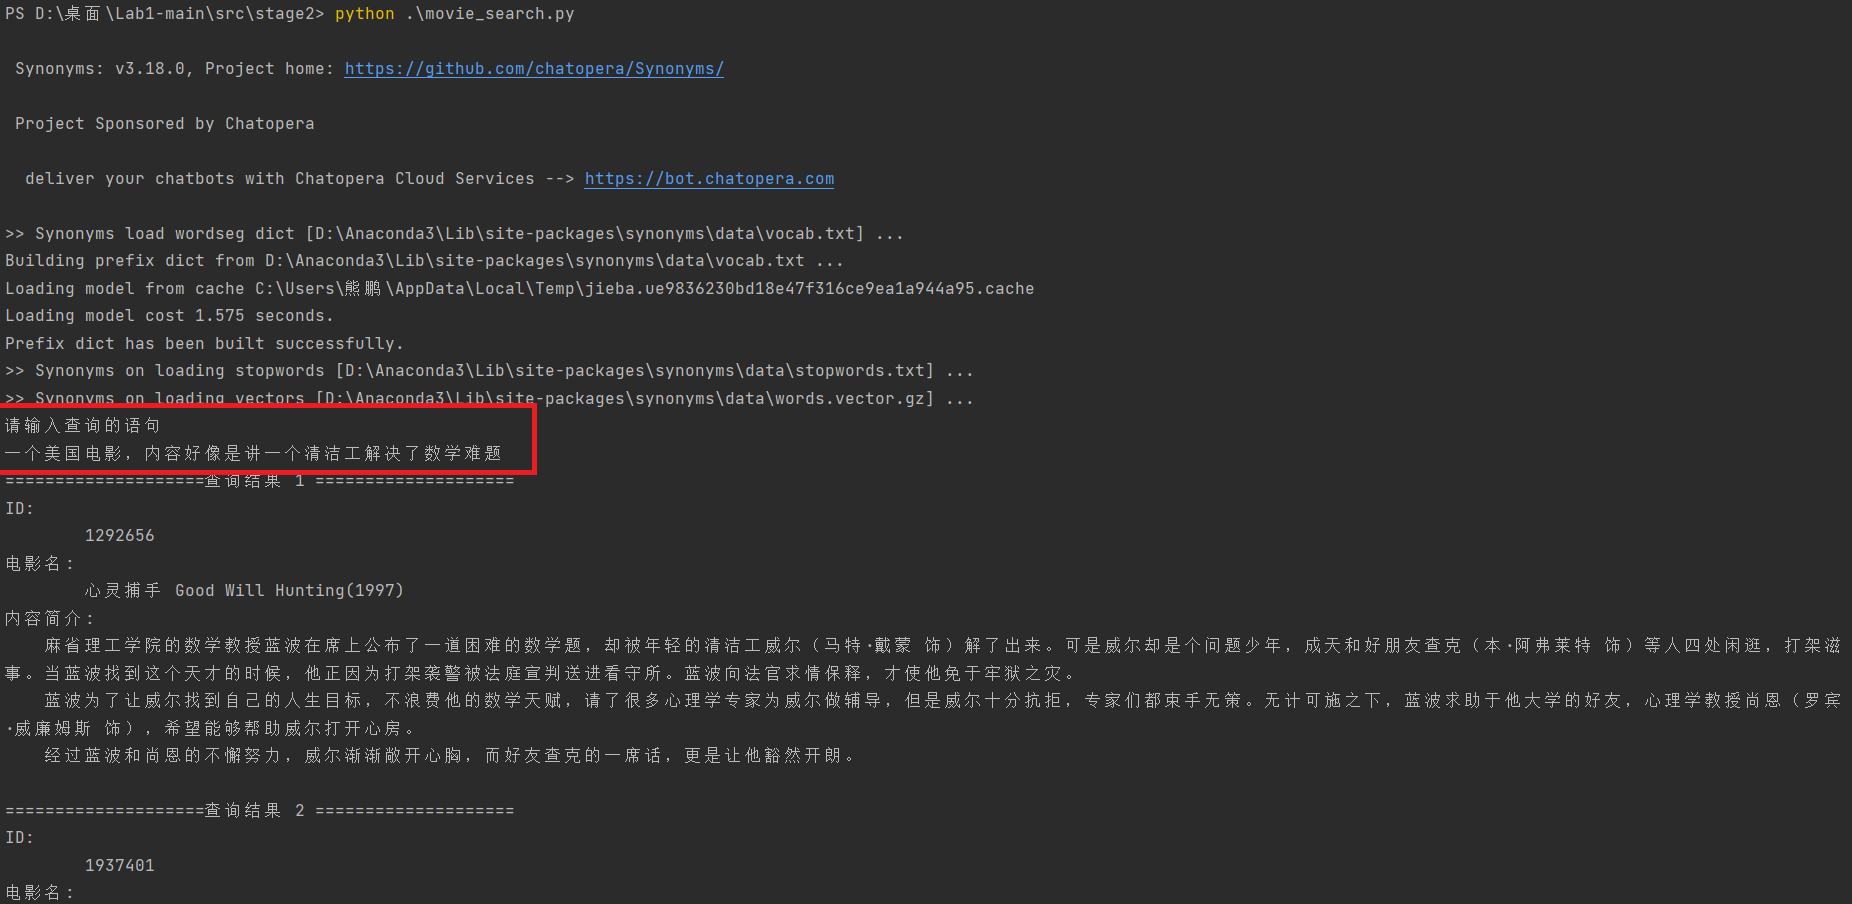 PS D:\桌面\Lab1-main\src\stage2> python .\movie_search.py
Synonyms: v3.18.0, Project home: https://github.com/chatopera/Synonyms/
Project Sponsored by Chatopera
deliver your chatbots with Chatopera Cloud Services --> https://bot.chatopera.com
>> Synonyms load wordseg dict [D:\Anaconda3\Lib\site-packages\synonyms\data\vocab.txt] ...
Building prefix dict from D:\Anaconda3\Lib\site-packages\synonyms\data\vocab.txt ...
Loading model from cache C:\Users\熊鹏\AppData\Local\Temp\jieba.ue9836230bd18e47f316ce9ea1a944a95.cache
Loading model cost 1.575 seconds.
Prefix dict has been built successfully.
>> Synonyms on loading stopwords [D:\Anaconda3\Lib\site-packages\synonyms\data\stopwords.txt] ...
>> Synonyms on loading vectors [D:\Anaconda3\Lib\site-packages\synonyms\data\words.vector.gz] ...
请输入查询的语句
一个美国电影，内容好像是讲一个清洁工解决了数学难题
====================查询结果 1 ====================
ID:
1292656
电影名：
心灵捕手 Good Will Hunting(1997)
内容简介：
麻省理工学院的数学教授蓝波在席上公布了一道困难的数学题，却被年轻的清洁工威尔（马特·戴蒙 饰）解了出来。可是威尔却是个问题少年，成天和好朋友查克（本·阿弗莱特 饰）等人四处闲逛，打架滋
事。当蓝波找到这个天才的时候，他正因为打架袭警被法庭宣判送进看守所。蓝波向法官求情保释，才使他免于牢狱之灾。
蓝波为了让威尔找到自己的人生目标，不浪费他的数学天赋，请了很多心理学专家为威尔做辅导，但是威尔十分抗拒，专家们都束手无策。无计可施之下，蓝波求助于他大学的好友，心理学教授尚恩（罗宾
·威廉姆斯 饰），希望能够帮助威尔打开心房。
经过蓝波和尚恩的不懈努力，威尔渐渐敞开心胸，而好友查克的一席话，更是让他豁然开朗。
====================查询结果 2 ====================
ID:
1937401
电影名：